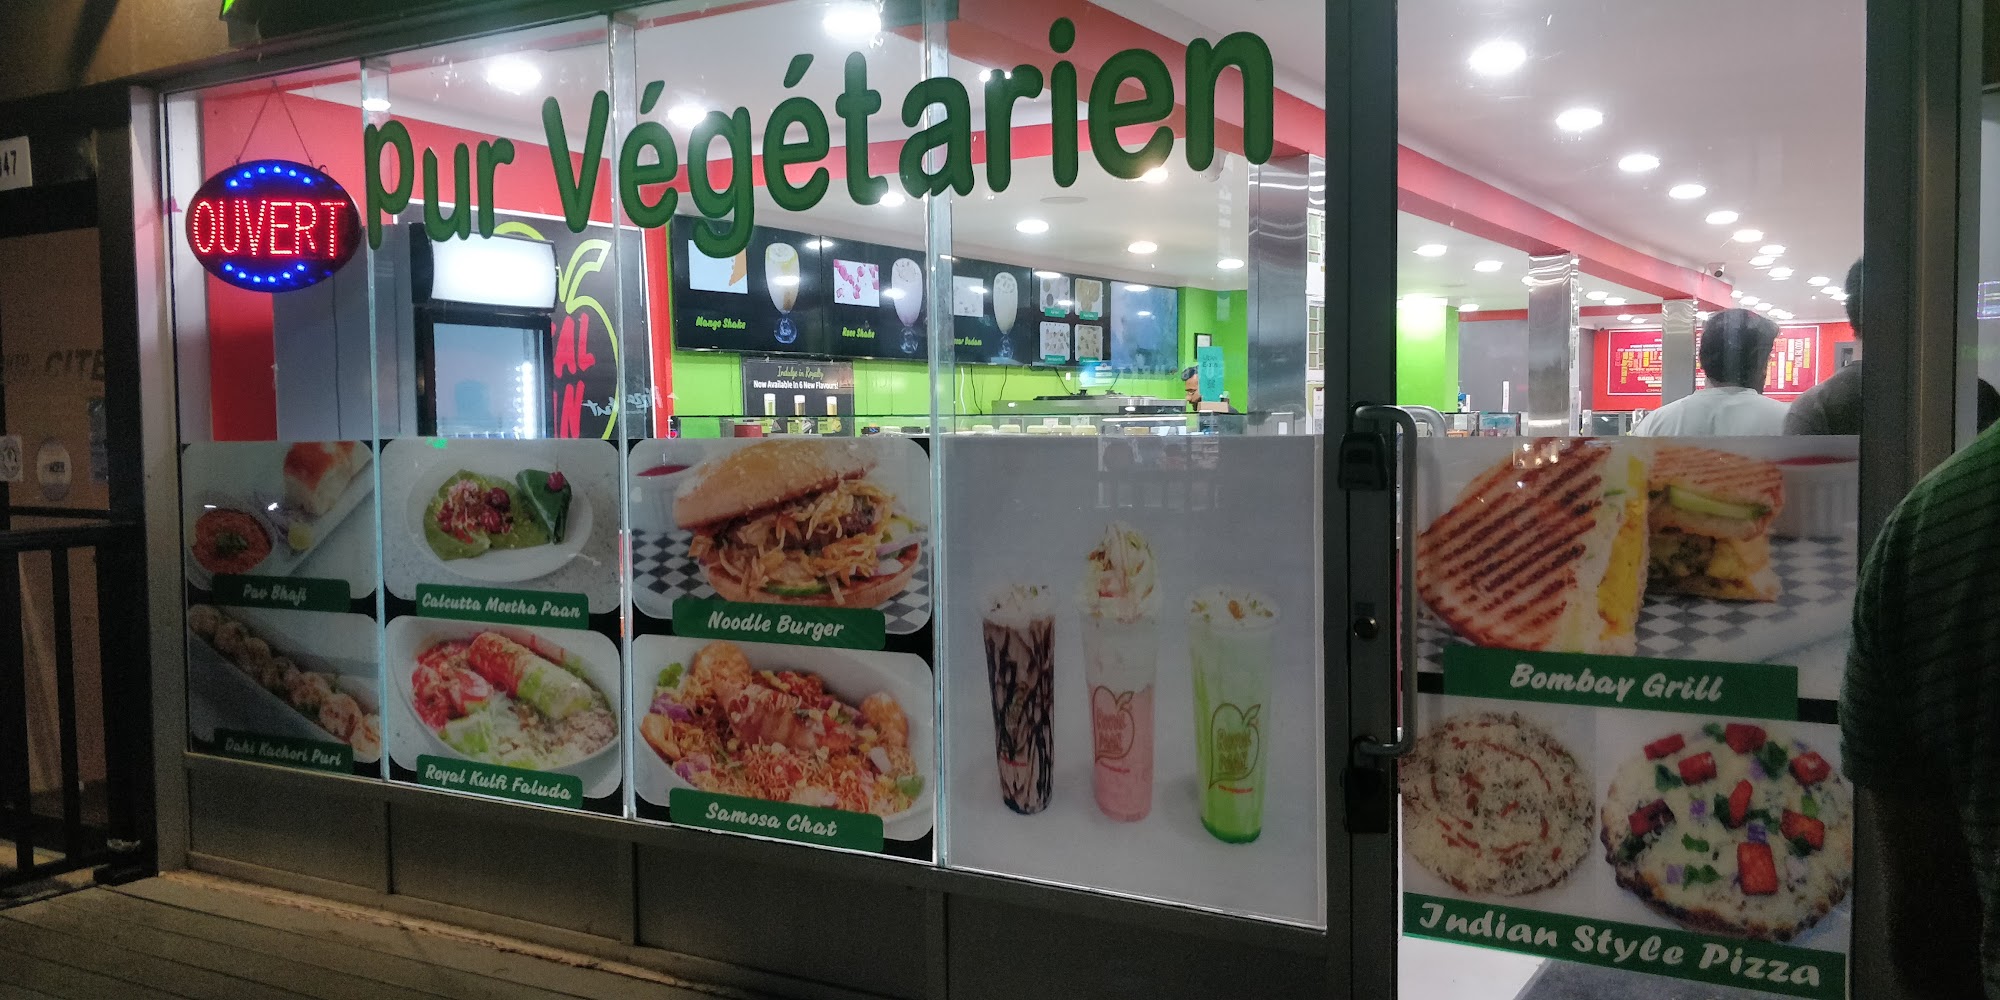 pur Végétarien
OUVERT
Mango Shake
Rose Shake
Badam
Indulge in Royalty
Now Available In 6 New Flavours!
Pav Bhaji
Calcutta Meetha Paan
Noodle Burger
Dahi Kachori Puri
Royal Kulfi Faluda
Samosa Chat
Bombay Grill
Indian Style Pizza